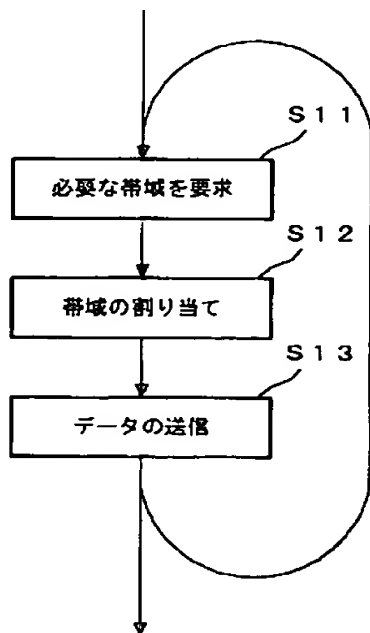 S11
必要な帯域を要求
S12
帯域の割り当て
S13
データの送信